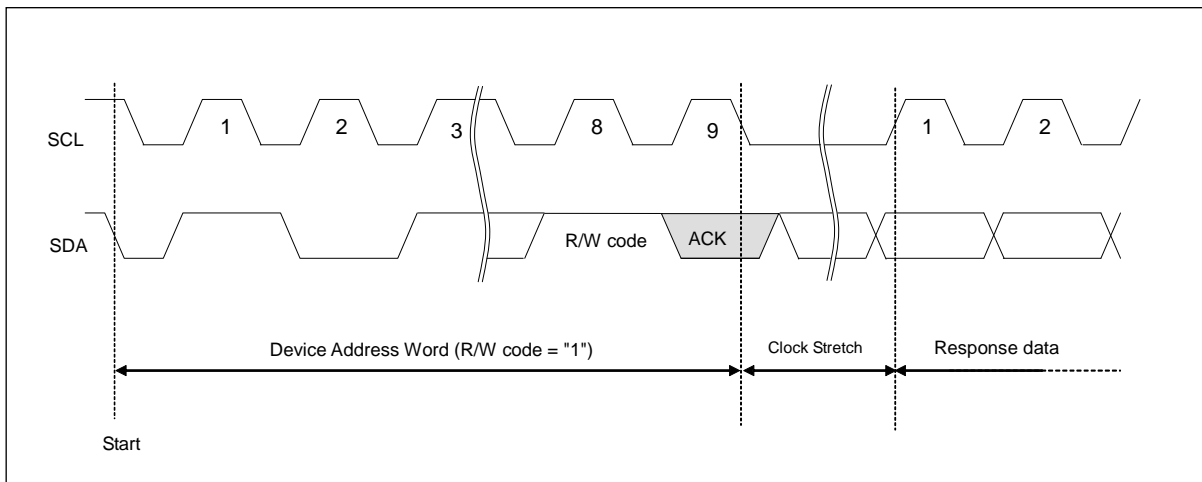 SCL 1 2 3 8 9 1 2
SDA R/W code ACK
Device Address Word (R/W code = "1") Clock Stretch Response data
Start